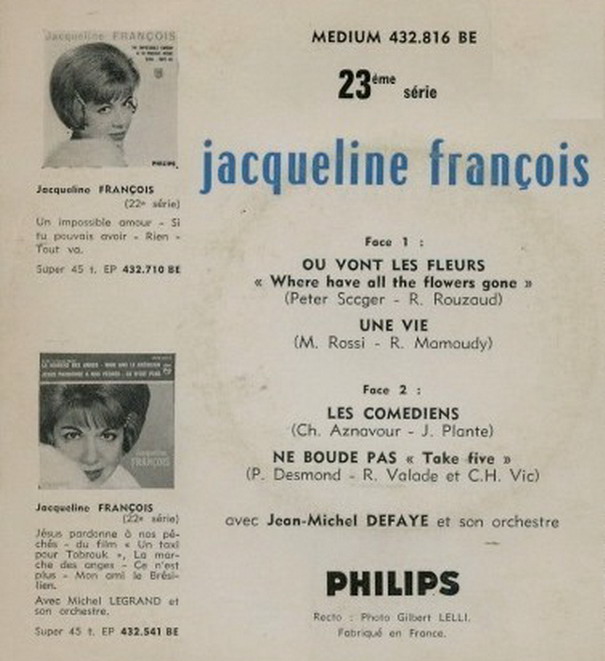 Jacqueline FRANÇOIS
PHILIPS
Jacqueline FRANÇOIS
(22e série)
Un impossible amour - Si
tu pouvais avoir - Rien -
Tout va.
Super 45 t. EP 432.710 BE
JACQUELINE
FRANÇOIS
Jacqueline FRANÇOIS
(22e série)
Jésus pardonne à nos pé-
chés - du film « Un taxi
pour Tobrouk », La mar-
che des anges - Ce n'est
plus - Mon ami le Brési-
lien.
Avec Michel LEGRAND et
son orchestre.
Super 45 t. EP 432.541 BE
MEDIUM 432.816 BE
23ème série
jacqueline françois
Face 1 :
OU VONT LES FLEURS
« Where have all the flowers gone »
(Peter Sccger - R. Rouzaud)
UNE VIE
(M. Rossi - R. Mamoudy)
Face 2 :
LES COMEDIENS
(Ch. Aznavour - J. Plante)
NE BOUDE PAS « Take five »
(P. Desmond - R. Valade et C.H. Vic)
avec Jean-Michel DEFAYE et son orchestre
PHILIPS
Recto : Photo Gilbert LELLI.
Fabriqué en France.